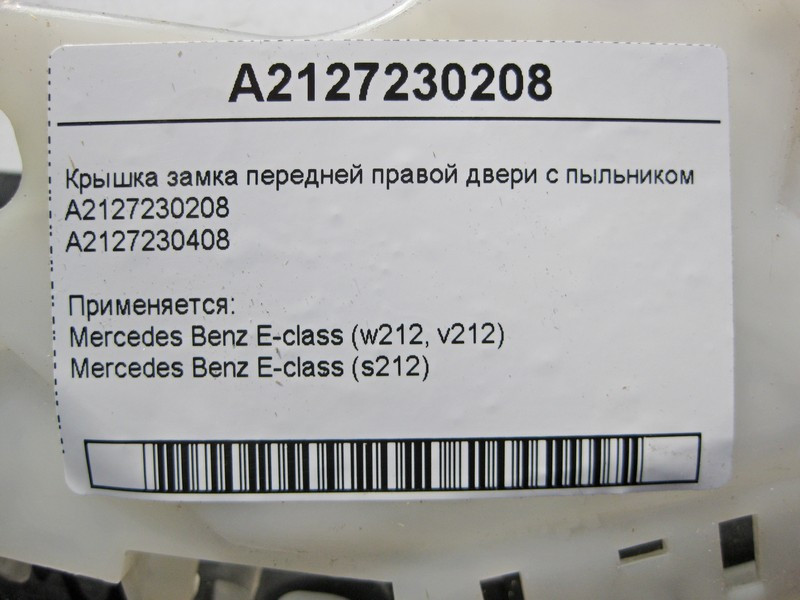 A2127230208
Крышка замка передней правой двери с пыльником
A2127230208
A2127230408
Применяется:
Mercedes Benz E-class (w212, v212)
Mercedes Benz E-class (s212)